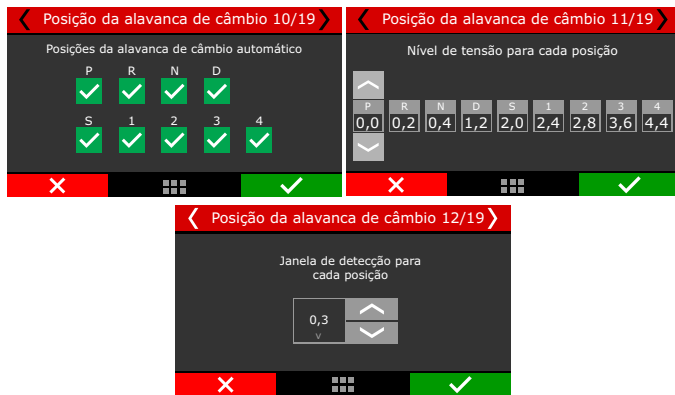 Posição da alavanca de câmbio 10/19
Posições da alavanca de câmbio automático
P R N D
S 1 2 3 4
Posição da alavanca de câmbio 11/19
Nível de tensão para cada posição
P R N D S 1 2 3 4
0,0 0,2 0,4 1,2 2,0 2,4 2,8 3,6 4,4
Posição da alavanca de câmbio 12/19
Janela de detecção para
cada posição
0,3
v